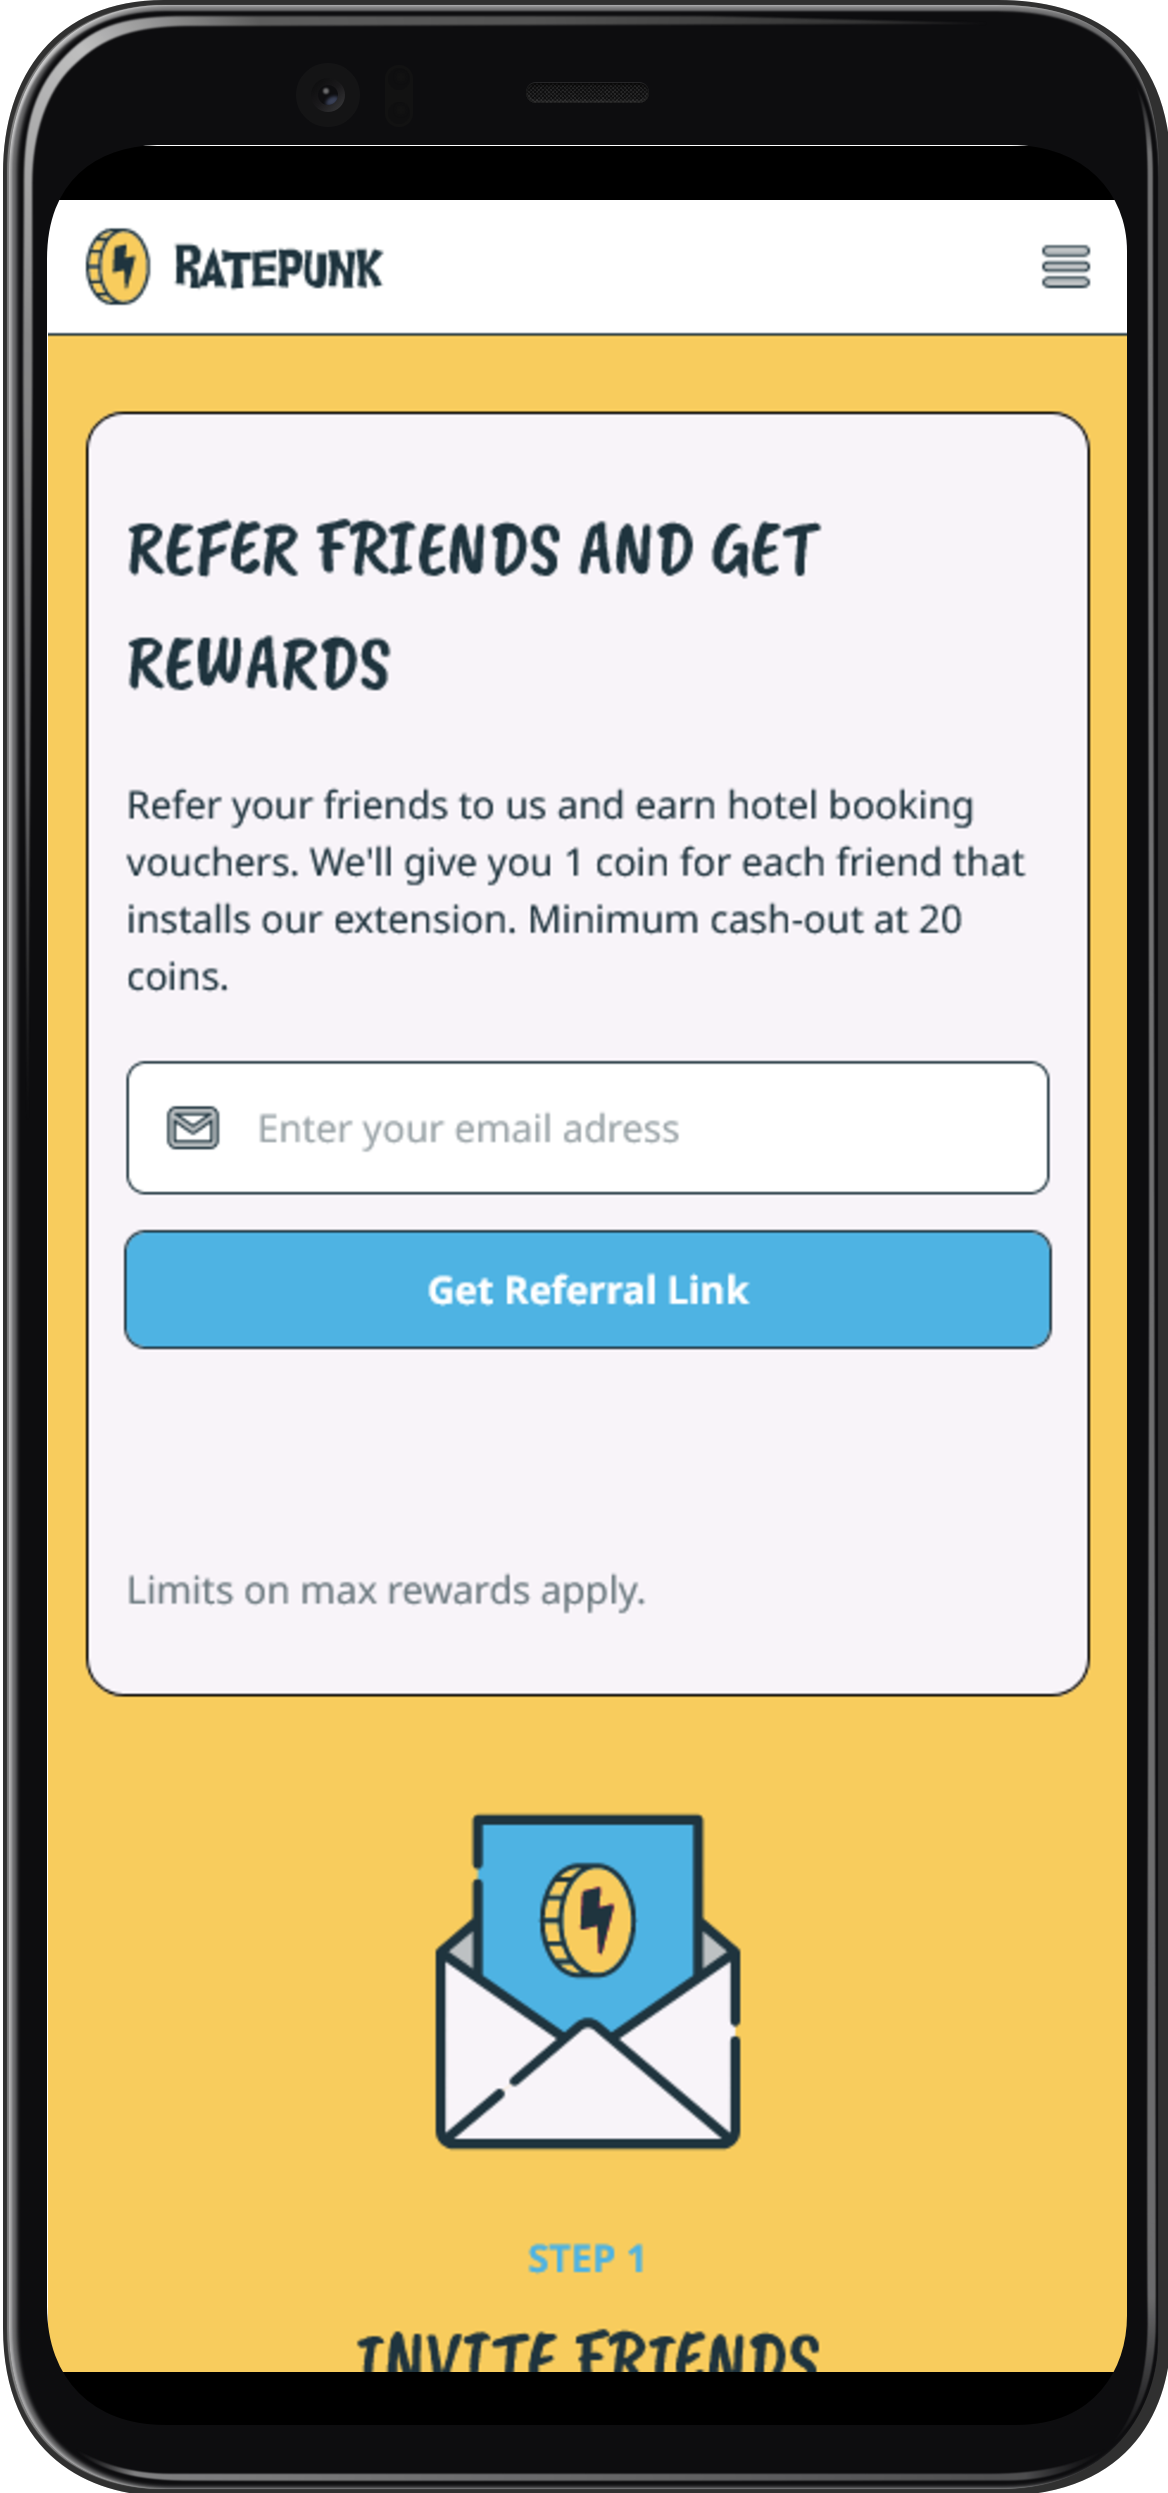 RATEPUNK
REFER FRIENDS AND GET
REWARDS
Refer your friends to us and earn hotel booking
vouchers. We'll give you 1 coin for each friend that
installs our extension. Minimum cash-out at 20
coins.
Enter your email adress
Get Referral Link
Limits on max rewards apply.
STEP 1
INVITE FRIENDS